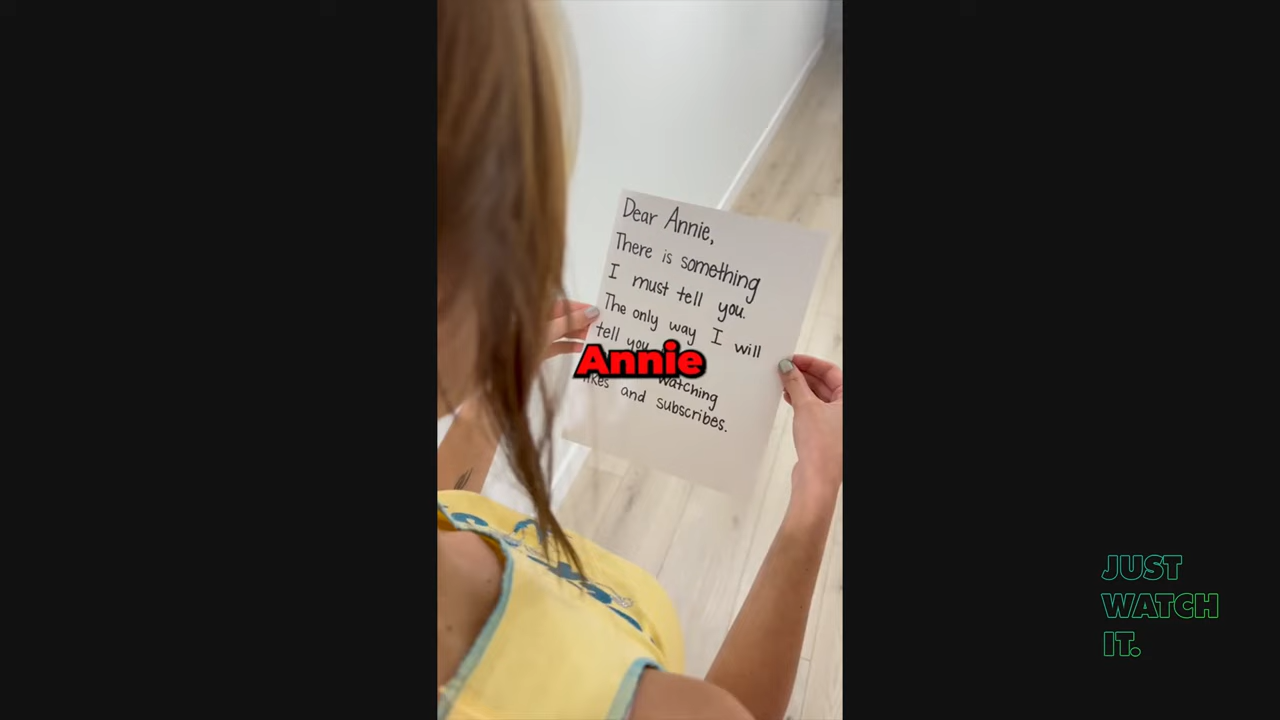 Dear Annie,
There is something
I must tell you.
The only way I will
tell you
Annie
watching
likes and subscribes.
JUST
WATCH
IT.